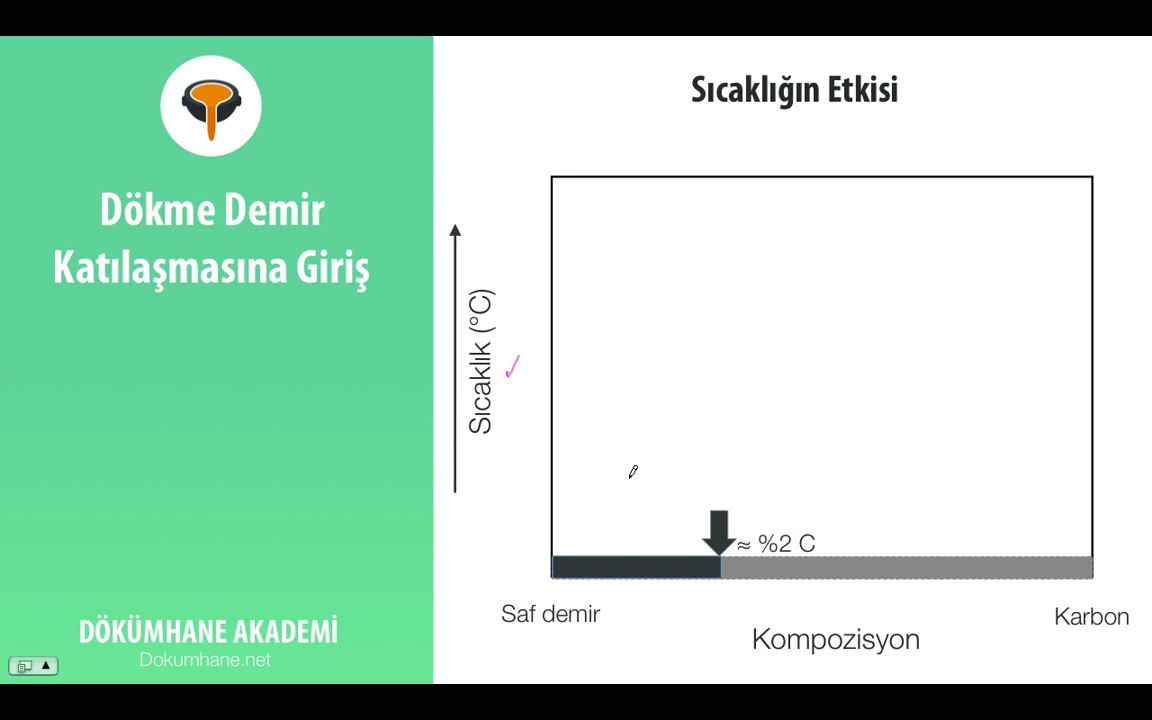 Dökme Demir
Katılaşmasına Giriş
DÖKÜMHANE AKADEMİ
Dokumhane.net
Sıcaklığın Etkisi
Sıcaklık (°C)
≈ %2 C
Saf demir
Karbon
Kompozisyon